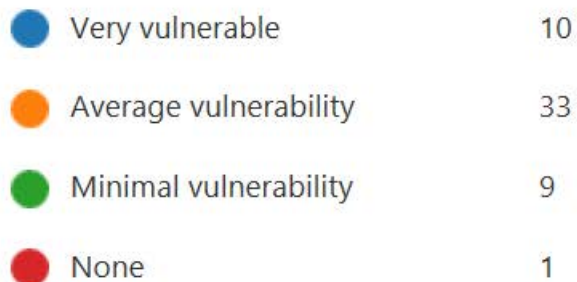 Very vulnerable 10
Average vulnerability 33
Minimal vulnerability 9
None 1